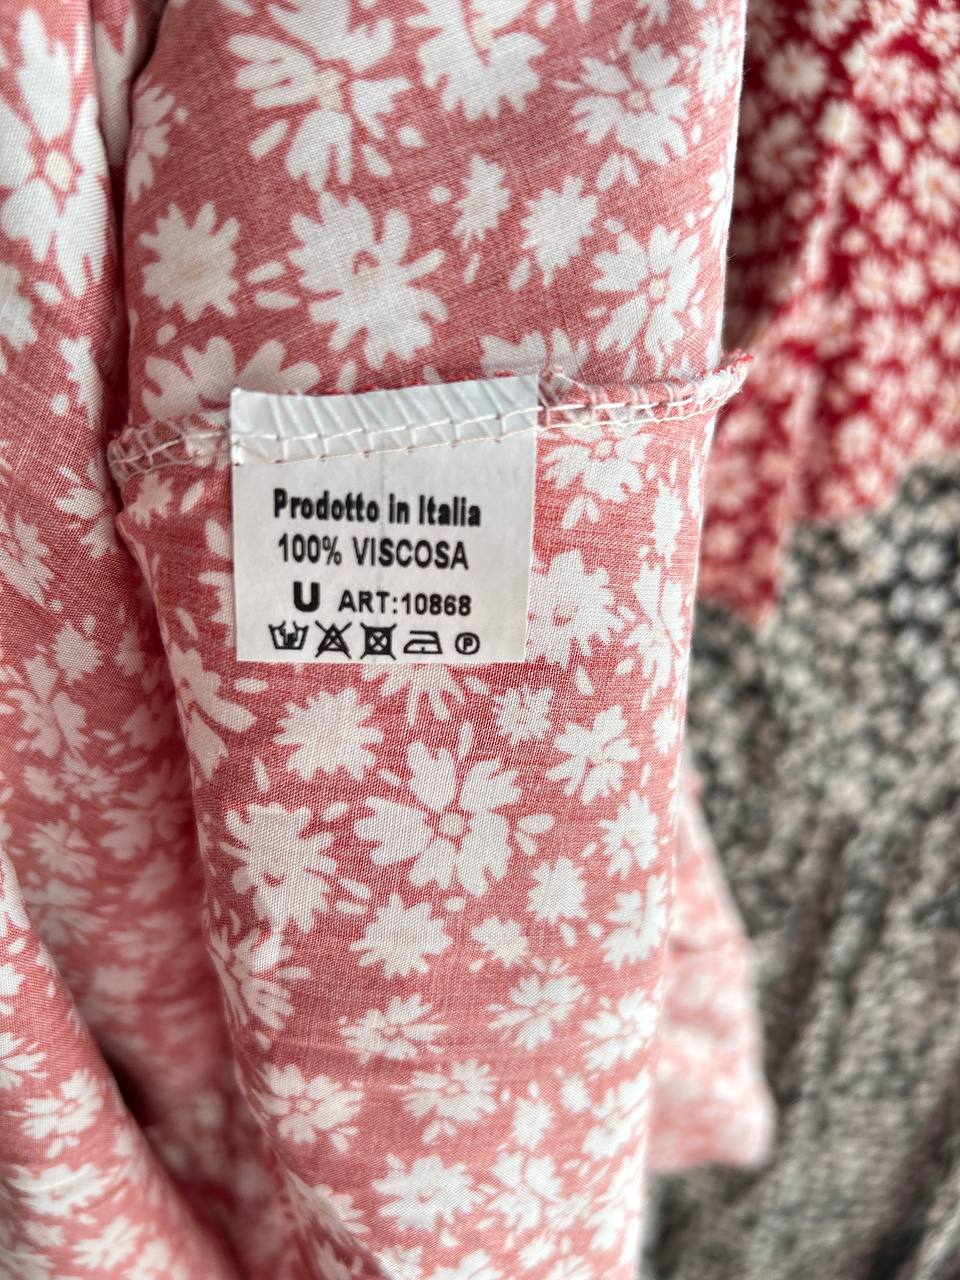 Prodotto in Italia
100% VISCOSA
U ART:10868
P